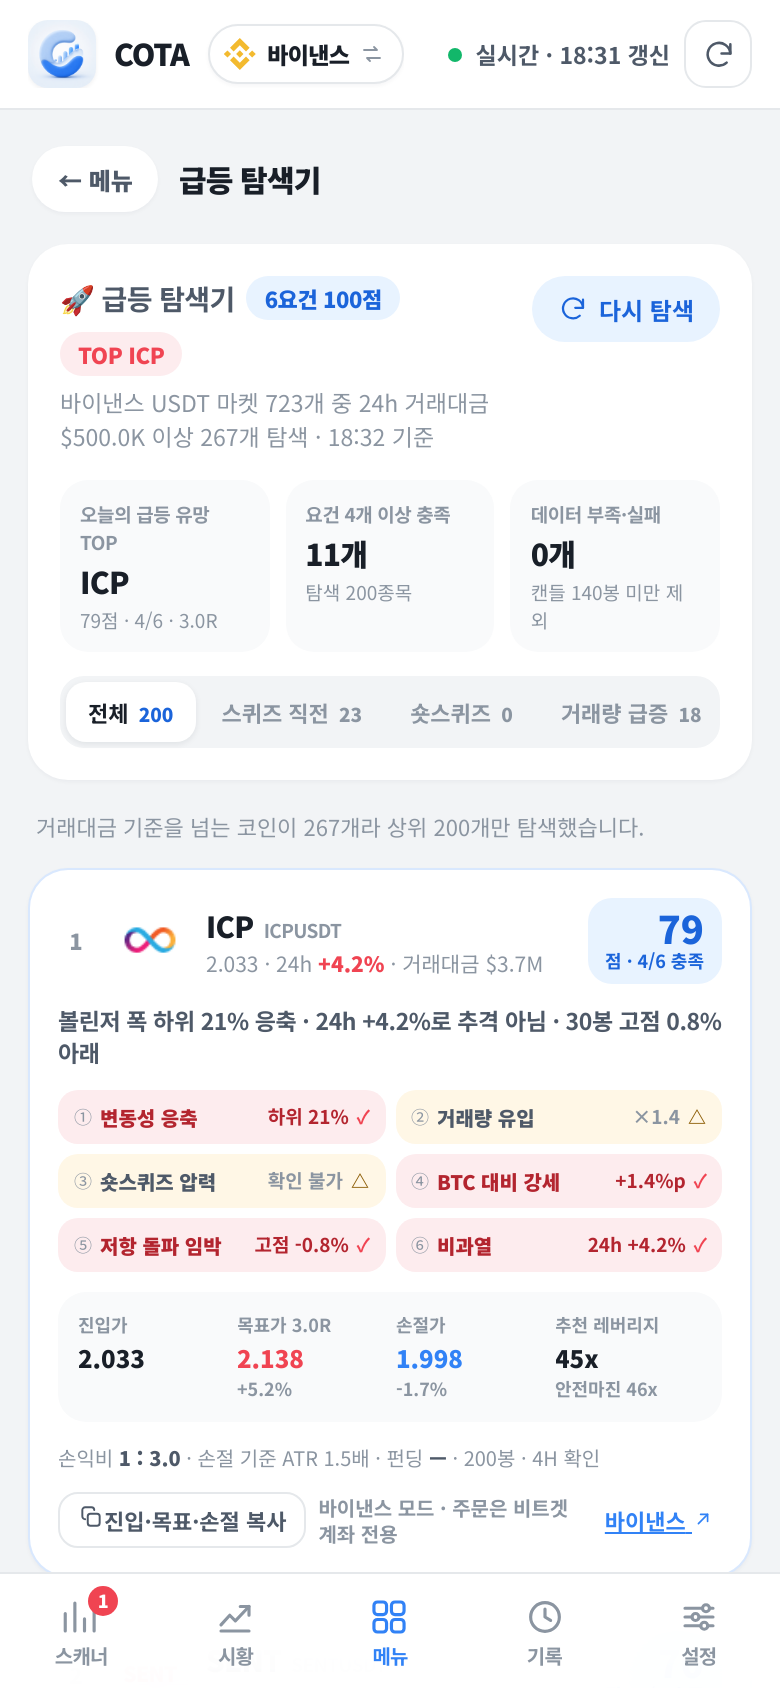 COTA 바이낸스 실시간 · 18:31 갱신
← 메뉴 급등 탐색기
🚀 급등 탐색기 6요건 100점 다시 탐색
TOP ICP
바이낸스 USDT 마켓 723개 중 24h 거래대금
$500.0K 이상 267개 탐색 · 18:32 기준
오늘의 급등 유망
TOP
ICP
79점 · 4/6 · 3.0R
요건 4개 이상 충족
11개
탐색 200종목
데이터 부족·실패
0개
캔들 140봉 미만 제
외
전체 200 스퀴즈 직전 23 숏스퀴즈 0 거래량 급증 18
거래대금 기준을 넘는 코인이 267개라 상위 200개만 탐색했습니다.
1 ICP ICPUSDT
2.033 · 24h +4.2% · 거래대금 $3.7M
79
점 · 4/6 충족
볼린저 폭 하위 21% 응축 · 24h +4.2%로 추격 아님 · 30봉 고점 0.8%
아래
① 변동성 응축 하위 21% ✓
② 거래량 유입 ×1.4 △
③ 숏스퀴즈 압력 확인 불가 △
④ BTC 대비 강세 +1.4%p ✓
⑤ 저항 돌파 임박 고점 -0.8% ✓
⑥ 비과열 24h +4.2% ✓
진입가
2.033
목표가 3.0R
2.138
+5.2%
손절가
1.998
-1.7%
추천 레버리지
45x
안전마진 46x
손익비 1 : 3.0 · 손절 기준 ATR 1.5배 · 펀딩 — · 200봉 · 4H 확인
진입·목표·손절 복사
바이낸스 모드 · 주문은 비트겟
계좌 전용
바이낸스 ↗
1
스캐너 시황 메뉴 기록 설정